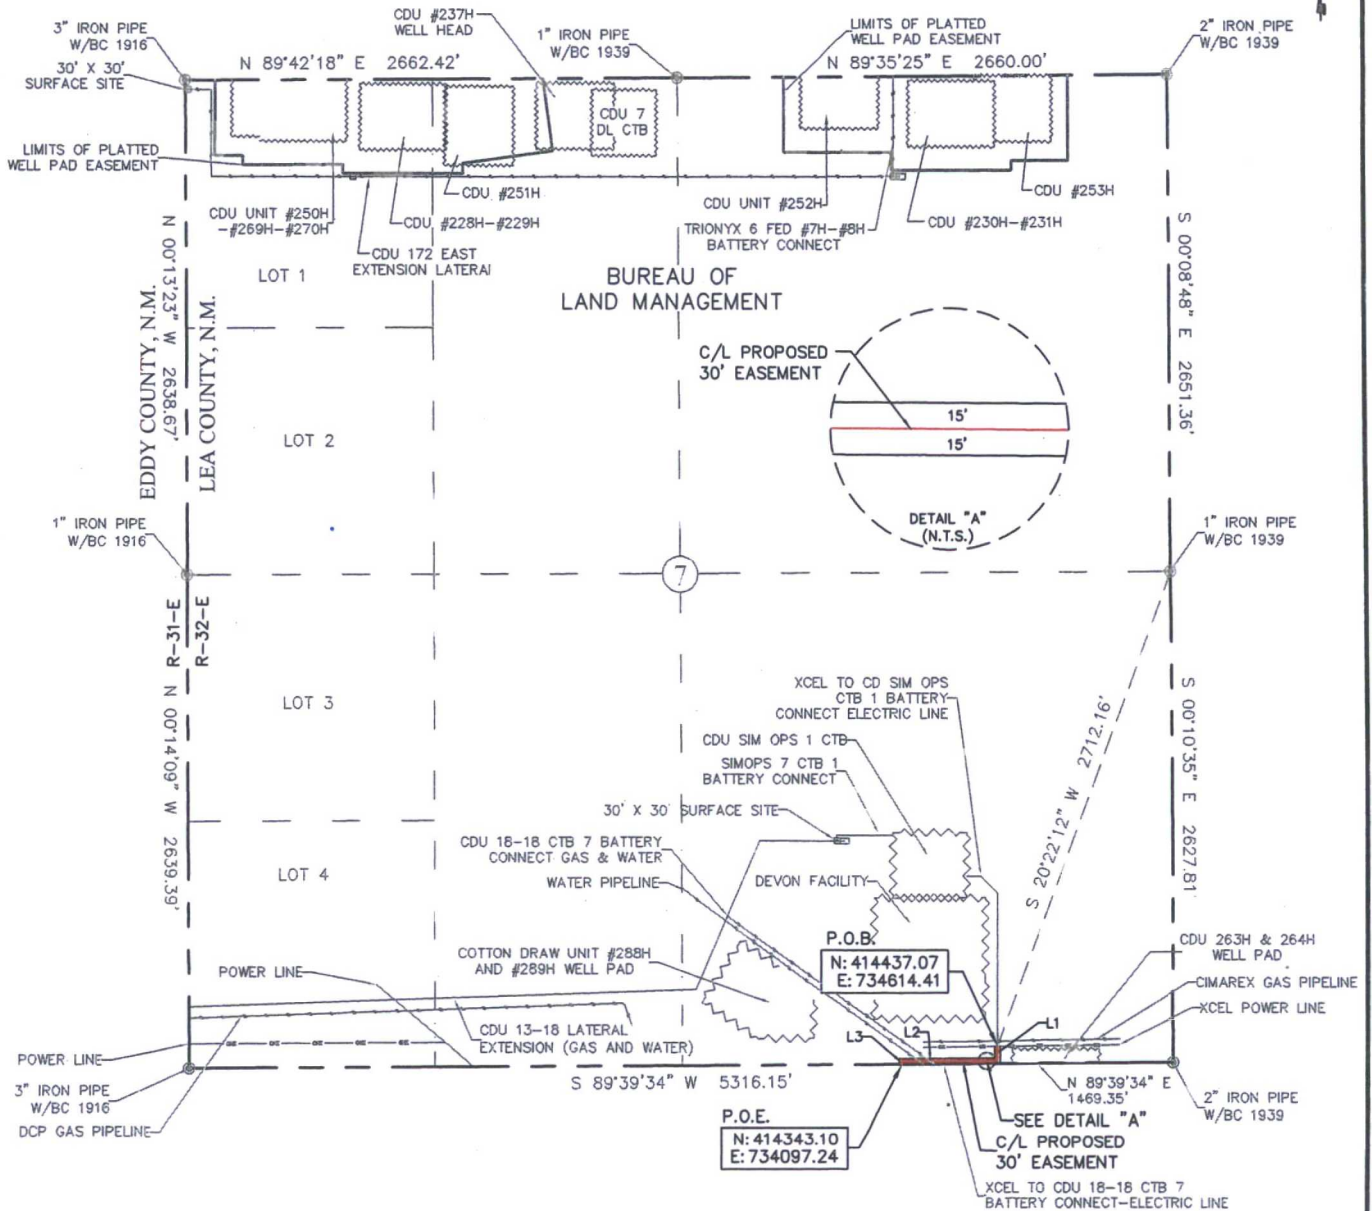 CDU #237H
WELL HEAD
3" IRON PIPE
W/BC 1916
30' X 30'
SURFACE SITE
N 89°42'18" E 2662.42'
1" IRON PIPE
W/BC 1939
LIMITS OF PLATTED
WELL PAD EASEMENT
N 89°35'25" E 2660.00'
2" IRON PIPE
W/BC 1939
CDU 7
DL CTB
LIMITS OF PLATTED
WELL PAD EASEMENT
CDU UNIT #250H
-#269H-#270H
CDU #251H
CDU #228H-#229H
CDU 172 EAST
EXTENSION LATERAL
CDU UNIT #252H
TRIONYX 6 FED #7H-#8H
BATTERY CONNECT
CDU #253H
CDU #230H-#231H
LOT 1
BUREAU OF
LAND MANAGEMENT
N 00°13'23" W 2638.67'
EDDY COUNTY, N.M.
LEA COUNTY, N.M.
S 00°08'48" E 2651.36'
C/L PROPOSED
30' EASEMENT
15'
15'
DETAIL "A"
(N.T.S.)
LOT 2
1" IRON PIPE
W/BC 1916
1" IRON PIPE
W/BC 1939
7
R-31-E
R-32-E
N 00°14'09" W 2639.39'
LOT 3
XCEL TO CD SIM OPS
CTB 1 BATTERY
CONNECT ELECTRIC LINE
CDU SIM OPS 1 CTB
SIMOPS 7 CTB 1
BATTERY CONNECT
30' X 30' SURFACE SITE
S 20°22'12" W 2712.16'
S 00°10'35" E 2627.81'
CDU 18-18 CTB 7 BATTERY
CONNECT GAS & WATER
WATER PIPELINE
DEVON FACILITY
LOT 4
P.O.B.
N: 414437.07
E: 734614.41
CDU 263H & 264H
WELL PAD
CIMAREX GAS PIPELINE
XCEL POWER LINE
COTTON DRAW UNIT #288H
AND #289H WELL PAD
POWER LINE
CDU 13-18 LATERAL
EXTENSION (GAS AND WATER)
L3
L2
L1
POWER LINE
3" IRON PIPE
W/BC 1916
DCP GAS PIPELINE
S 89°39'34" W 5316.15'
N 89°39'34" E
1469.35'
2" IRON PIPE
W/BC 1939
P.O.E.
N: 414343.10
E: 734097.24
SEE DETAIL "A"
C/L PROPOSED
30' EASEMENT
XCEL TO CDU 18-18 CTB 7
BATTERY CONNECT-ELECTRIC LINE